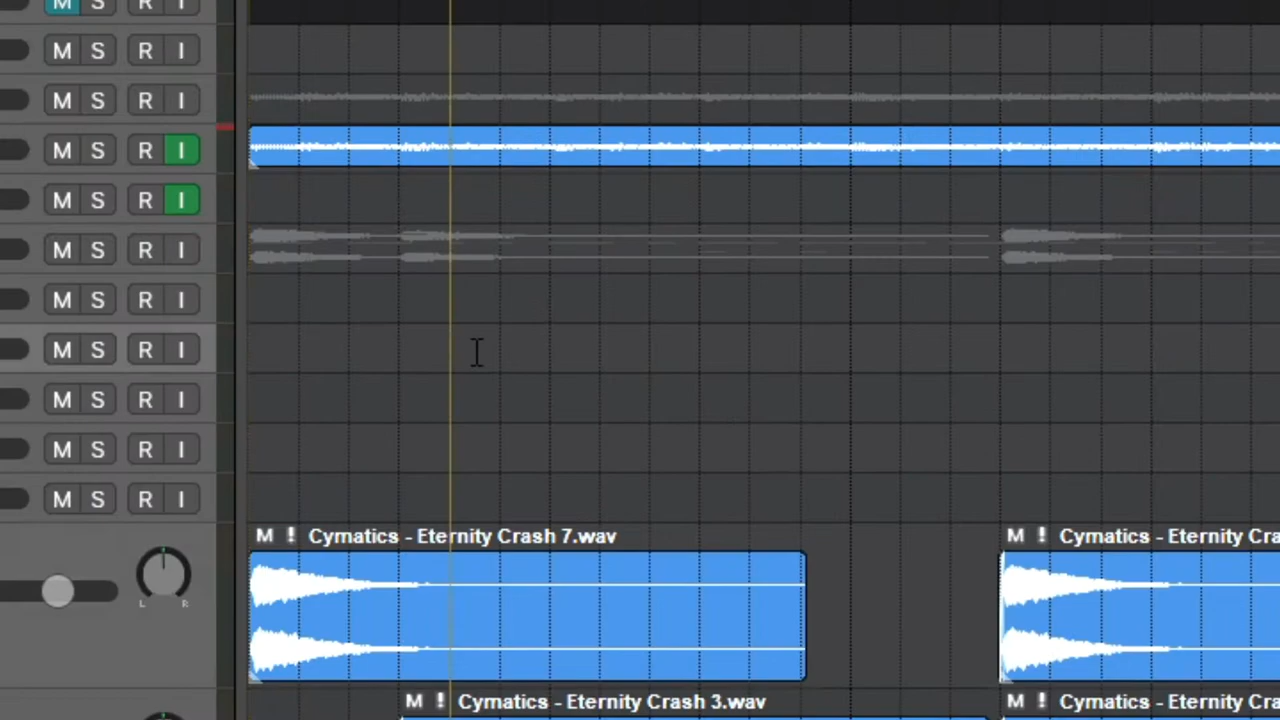 M S
M S R I
M S R I
M S R I
M S R I
M S R I
M S R I
M S R I
M S R I
M S R I
M S R I
M ! Cymatics - Eternity Crash 7.wav M ! Cymatics - Eternity Cra
L R
M ! Cymatics - Eternity Crash 3.wav M ! Cymatics - Eternity Cra